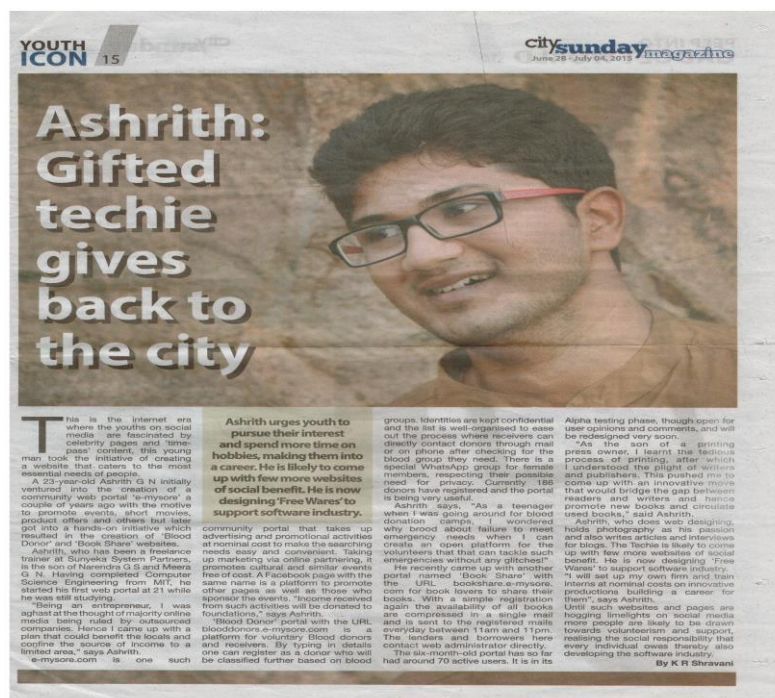 YOUTH
ICON 15
city sunday magazine
June 28 - July 04, 2015
Ashrith:
Gifted
techie
gives
back to
the city
This is the internet era
where the youths on social
media are fascinated by
celebrity pages and 'time-
pass' content, this young
man took the initiative of creating
a website that caters to the most
essential needs of people.
A 23-year-old Ashrith G N initially
ventured into the creation of a
community web portal 'e-mysore' a
couple of years ago with the motive
to promote events, short movies,
product offers and others but later
got into a hands-on initiative which
resulted in the creation of 'Blood
Donor' and 'Book Share' websites.
Ashrith, who has been a freelance
trainer at Suryeka System Partners,
is the son of Narendra G S and Meera
G N. Having completed Computer
Science Engineering from MIT, he
started his first web portal at 21 while
he was still studying.
"Being an entrepreneur, I was
aghast at the thought of majority online
media being ruled by outsourced
companies. Hence I came up with a
plan that could benefit the locals and
confine the source of income to a
limited area," says Ashrith.
e-mysore.com is one such
Ashrith urges youth to
pursue their interest
and spend more time on
hobbies, making them into
a career. He is likely to come
up with few more websites
of social benefit. He is now
designing 'Free Wares' to
support software industry.
community portal that takes up
advertising and promotional activities
at nominal cost to make the searching
needs easy and convenient. Taking
up marketing via online partnering, it
promotes cultural and similar events
free of cost. A Facebook page with the
same name is a platform to promote
other pages as well as those who
sponsor the events. "Income received
from such activities will be donated to
foundations," says Ashrith.
'Blood Donor' portal with the URL
blooddonors.e-mysore.com is a
platform for voluntary Blood donors
and receivers. By typing in details
one can register as a donor who will
be classified further based on blood
groups. Identities are kept confidential
and the list is well-organised to ease
out the process where receivers can
directly contact donors through mail
or on phone after checking for the
blood group they need. There is a
special WhatsApp group for female
members, respecting their possible
need for privacy. Currently 186
donors have registered and the portal
is being very useful.
Ashrith says, "As a teenager
when I was going around for blood
donation camps, I wondered
why brood about failure to meet
emergency needs when I can
create an open platform for the
volunteers that that can tackle such
emergencies without any glitches!"
He recently came up with another
portal named 'Book Share' with
the URL bookshare.e-mysore.
com for book lovers to share their
books. With a simple registration
again the availability of all books
are compressed in a single mail
and is sent to the registered mails
everyday between 11am and 11pm.
The lenders and borrowers here
contact web administrator directly.
The six-month-old portal has so far
had around 70 active users. It is in its
Alpha testing phase, though open for
user opinions and comments, and will
be redesigned very soon.
"As the son of a printing
press owner, I learnt the tedious
process of printing, after which
I understood the plight of writers
and publishers. This pushed me to
come up with an innovative move
that would bridge the gap between
readers and writers and hence
promote new books and circulate
used books," said Ashrith.
Ashrith, who does web designing,
holds photography as his passion
and also writes articles and interviews
for blogs. The Techie is likely to come
up with few more websites of social
benefit. He is now designing 'Free
Wares' to support software industry.
"I will set up my own firm and train
interns at nominal costs on innovative
productions building a career for
them", says Ashrith.
Until such websites and pages are
hogging limelights on social media
more people are likely to be drawn
towards volunteerism and support,
realising the social responsibility that
every individual owes thereby also
developing the software industry.
By K R Shravani